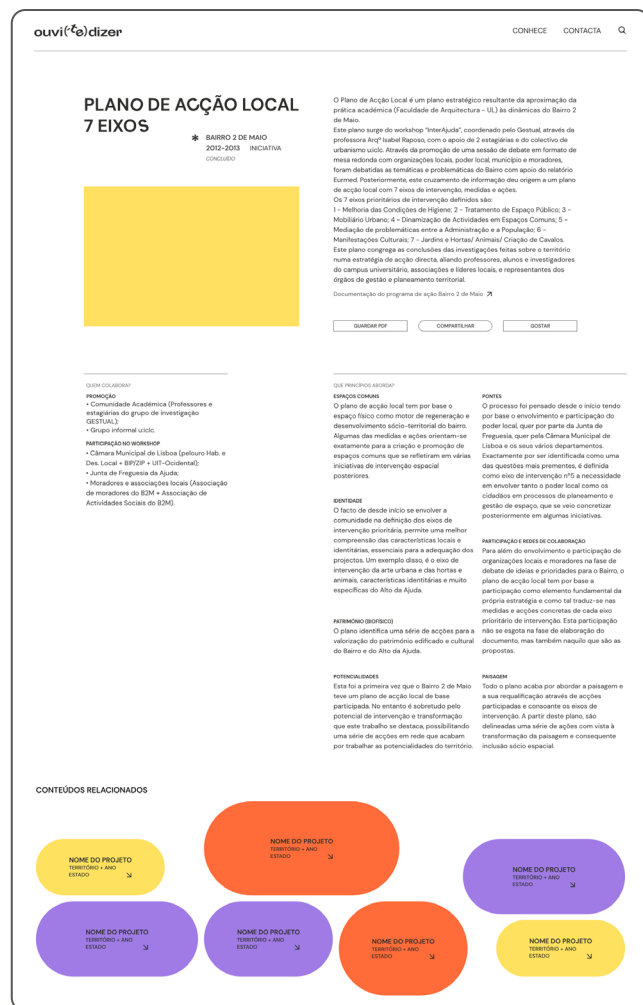 ouvi(te)dizer
CONHECE
CONTACTA
PLANO DE ACÇÃO LOCAL
7 EIXOS
* BAIRRO 2 DE MAIO
2012-2013 INICIATIVA
CONCLUÍDO
O Plano de Acção Local é um plano estratégico resultante da aproximação da
prática académica (Faculdade de Arquitectura - UL) às dinâmicas do Bairro 2
de Maio.
Este plano surge do workshop "InterAjuda", coordenado pelo Gestual, através de
professora Arqª Isabel Raposo, com o apoio de 2 estagiárias e do colectivo de
urbanismo uziclc. Através da promoção de uma sessão de debate em formato de
mesa redonda com organizações locais, poder local, município e moradores,
foram debatidas as temáticas e problemáticas do Bairro com apoio do relatório
Eurmed. Posteriormente, este cruzamento de informação deu origem a um plano
de acção local com 7 eixos de intervenção, medidas e ações.
Os 7 eixos prioritários de intervenção definidos são:
1 - Melhoria das Condições de Higiene; 2 - Tratamento de Espaço Público; 3 -
Mobiliário Urbano; 4 - Dinamização de Actividades em Espaços Comuns; 5 -
Mediação de problemáticas entre a Administração e a População; 6 -
Manifestações Culturais; 7 - Jardins e Hortas/ Animais/ Criação de Cavalos.
Este plano congrega as conclusões das investigações feitas sobre o território
numa estratégia de acção directa, aliando professores, alunos e investigadores
do campus universitário, associações e líderes locais, e representantes dos
órgãos de gestão e planeamento territorial.
Documentação do programa de ação Bairro 2 de Maio
GUARDAR PDF
COMPARTILHAR
GOSTAR
QUEM COLABORA?
PROMOÇÃO
• Comunidade Académica (Professores e
estagiárias do grupo de investigação
GESTUAL);
• Grupo informal uziclc.
PARTICIPAÇÃO NO WORKSHOP
• Câmara Municipal de Lisboa (pelouro Hab. e
Des. Local + BIP/ZIP + UIT-Ocidental);
• Junta de Freguesia da Ajuda;
• Moradores e associações locais (Associação
de moradores do B2M + Associação de
Actividades Sociais do B2M).
QUE PRINCÍPIOS ABORDA?
ESPAÇOS COMUNS
O plano de acção local tem por base o
espaço físico como motor de regeneração e
desenvolvimento sócio-territorial do bairro.
Algumas das medidas e ações orientam-se
exatamente para a criação e promoção de
espaços comuns que se refletiram em várias
iniciativas de intervenção espacial
posteriores.
IDENTIDADE
O facto de desde início se envolver a
comunidade na definição dos eixos de
intervenção prioritária, permite uma melhor
compreensão das características locais e
identitárias, essenciais para a adequação dos
projectos. Um exemplo disso, é o eixo de
intervenção da arte urbana e das hortas e
animais, características identitárias e muito
específicas do Alto da Ajuda.
PATRIMÓNIO (BIOFÍSICO)
O plano identifica uma série de acções para a
valorização do património edificado e cultural
do Bairro e do Alto da Ajuda.
POTENCIALIDADES
Esta foi a primeira vez que o Bairro 2 de Maio
teve um plano de acção local de base
participada. No entanto é sobretudo pelo
potencial de intervenção e transformação
que este trabalho se destaca, possibilitando
uma série de acções em rede que acabam
por trabalhar as potencialidades do território.
PONTES
O processo foi pensado desde o início tendo
por base o envolvimento e participação do
poder local, quer por parte da Junta de
Freguesia, quer pela Câmara Municipal de
Lisboa e os seus vários departamentos.
Exactamente por ser identificada como uma
das questões mais prementes, é definida
como eixo de intervenção nº5 a necessidade
em envolver tanto o poder local como os
cidadãos em processos de planeamento e
gestão de espaço, que se veio concretizar
posteriormente em algumas iniciativas.
PARTICIPAÇÃO E REDES DE COLABORAÇÃO
Para além do envolvimento e participação de
organizações locais e moradores na fase de
debate de ideias e prioridades para o Bairro, o
plano de acção local tem por base a
participação como elemento fundamental da
própria estratégia e como tal traduz-se nas
medidas e acções concretas de cada eixo
prioritário de intervenção. Esta participação
não se esgota na fase de elaboração do
documento, mas também naquilo que são as
propostas.
PAISAGEM
Todo o plano acaba por abordar a paisagem e
a sua requalificação através de acções
participadas e consoante os eixos de
intervenção. A partir deste plano, são
delineadas uma série de ações com vista à
transformação da paisagem e consequente
inclusão sócio espacial.
CONTEÚDOS RELACIONADOS
NOME DO PROJETO
TERRITÓRIO + ANO
ESTADO
NOME DO PROJETO
TERRITÓRIO + ANO
ESTADO
NOME DO PROJETO
TERRITÓRIO + ANO
ESTADO
NOME DO PROJETO
TERRITÓRIO + ANO
ESTADO
NOME DO PROJETO
TERRITÓRIO + ANO
ESTADO
NOME DO PROJETO
TERRITÓRIO + ANO
ESTADO
NOME DO PROJETO
TERRITÓRIO + ANO
ESTADO